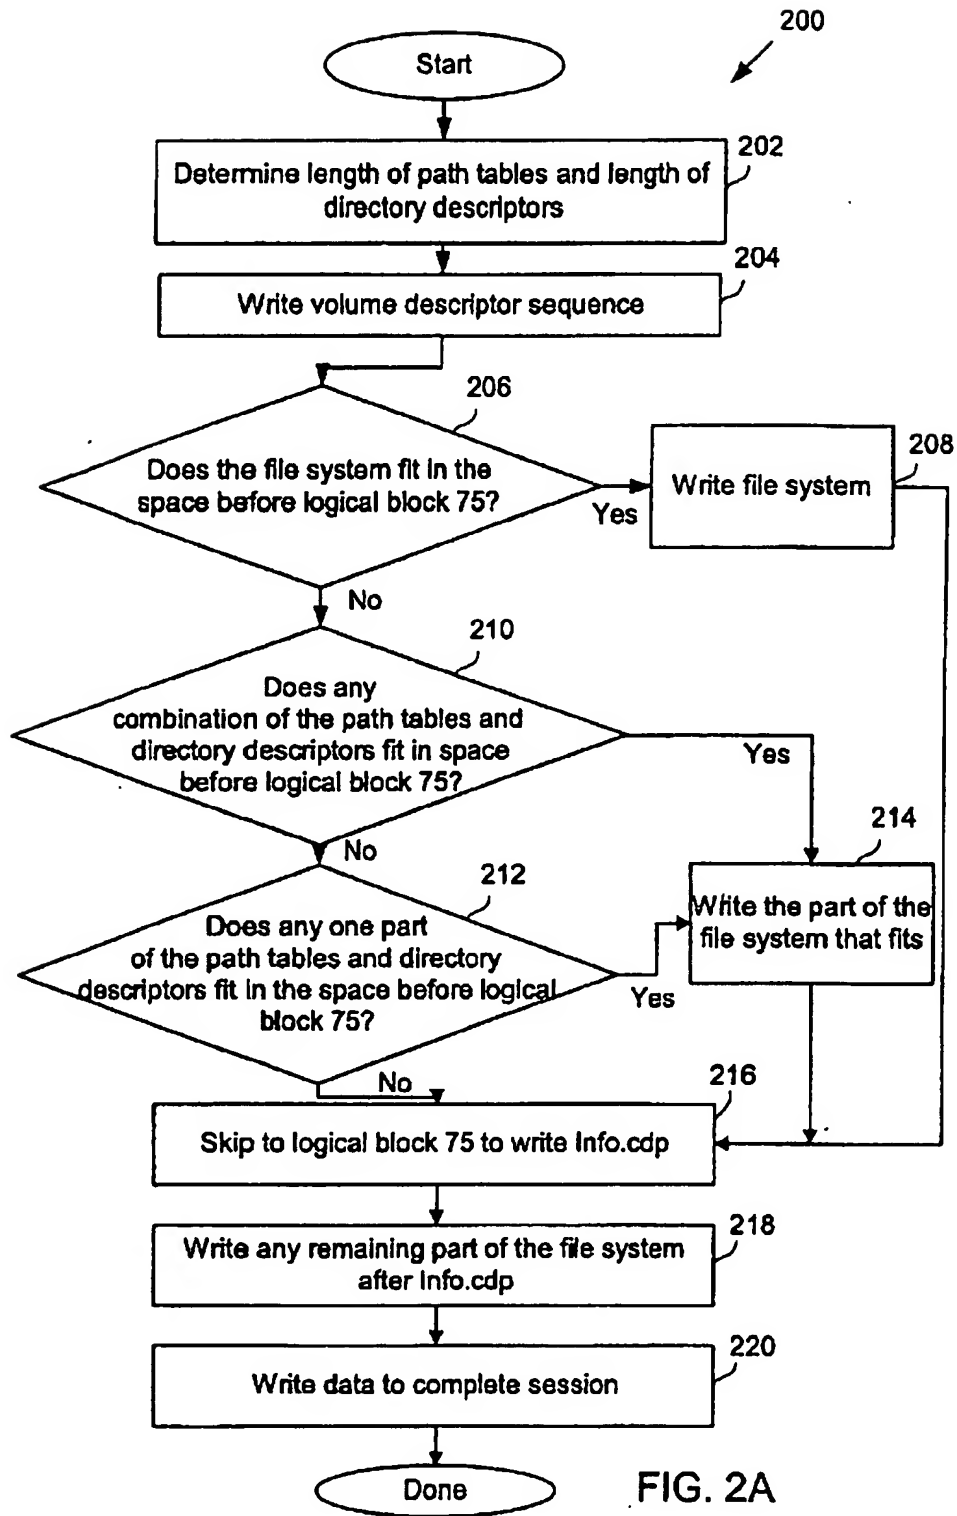 200
Start
202
Determine length of path tables and length of
directory descriptors
204
Write volume descriptor sequence
206
Does the file system fit in the
space before logical block 75?
Yes
208
Write file system
No
210
Does any
combination of the path tables and
directory descriptors fit in space
before logical block 75?
Yes
No
212
Does any one part
of the path tables and directory
descriptors fit in the space before logical
block 75?
Yes
214
Write the part of the
file system that fits
No
216
Skip to logical block 75 to write Info.cdp
218
Write any remaining part of the file system
after Info.cdp
220
Write data to complete session
Done
FIG. 2A